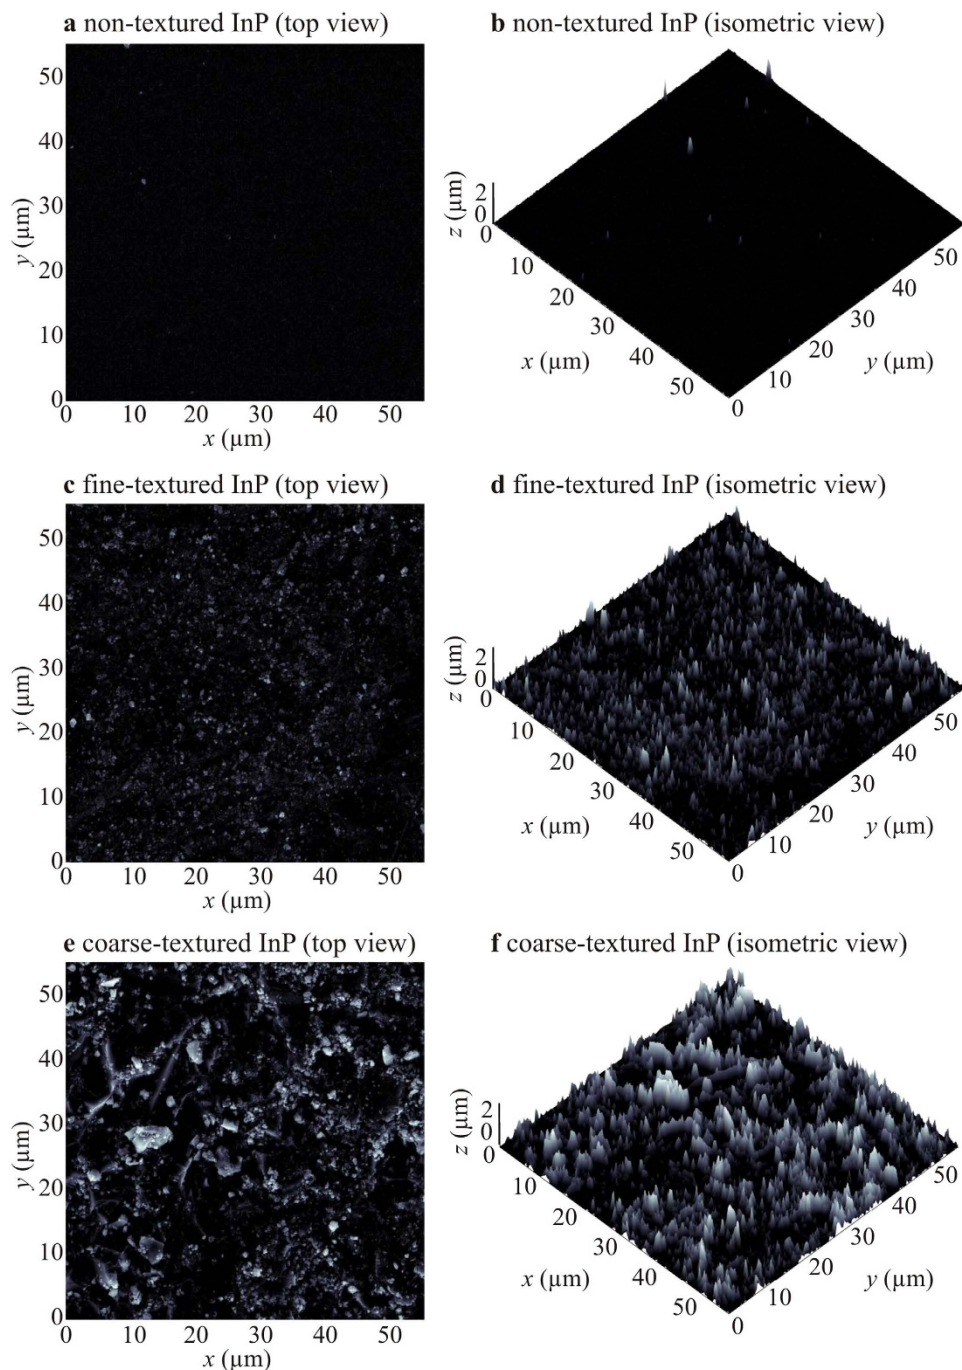 a non-textured InP (top view)
b non-textured InP (isometric view)
50
40
30
20
10
0
y (µm)
0 10 20 30 40 50
x (µm)
z (µm)
2
0
0
10
20
30
40
50
x (µm)
0
10
20
30
40
50
y (µm)
c fine-textured InP (top view)
d fine-textured InP (isometric view)
50
40
30
20
10
0
y (µm)
0 10 20 30 40 50
x (µm)
z (µm)
2
0
0
10
20
30
40
50
x (µm)
0
10
20
30
40
50
y (µm)
e coarse-textured InP (top view)
f coarse-textured InP (isometric view)
50
40
30
20
10
0
y (µm)
0 10 20 30 40 50
x (µm)
z (µm)
2
0
0
10
20
30
40
50
x (µm)
0
10
20
30
40
50
y (µm)